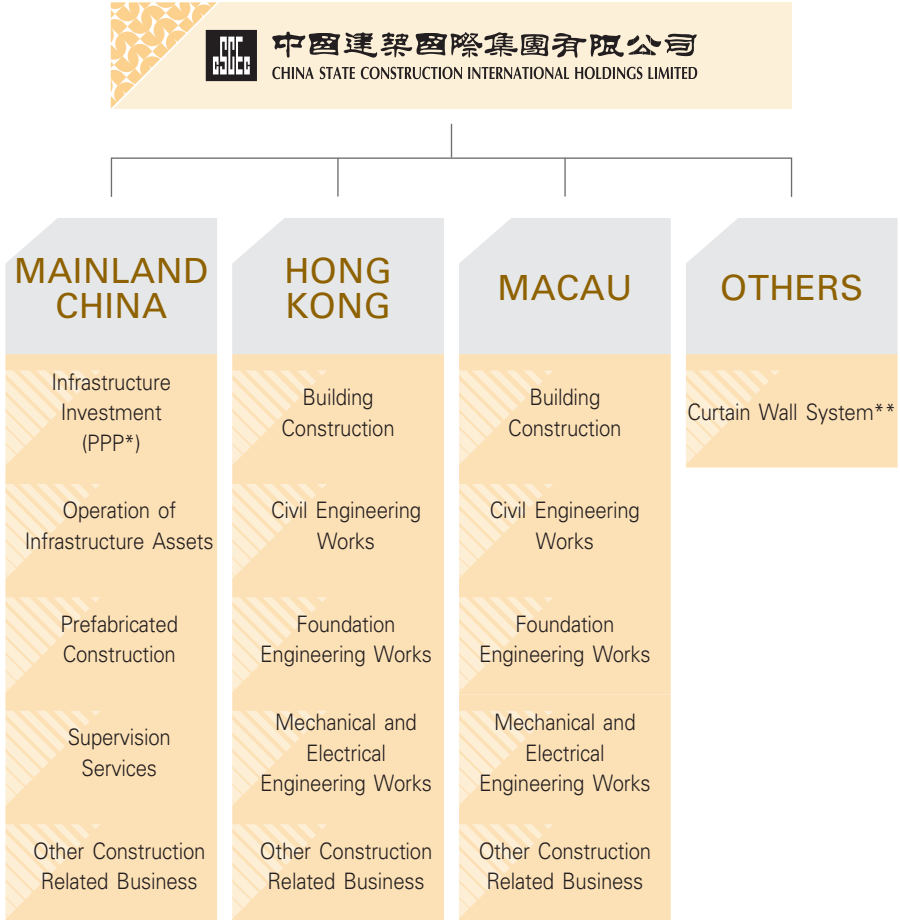 CSCEC
中國建築國際集團有限公司
CHINA STATE CONSTRUCTION INTERNATIONAL HOLDINGS LIMITED
MAINLAND
CHINA
Infrastructure
Investment
(PPP*)
Operation of
Infrastructure Assets
Prefabricated
Construction
Supervision
Services
Other Construction
Related Business
HONG
KONG
Building
Construction
Civil Engineering
Works
Foundation
Engineering Works
Mechanical and
Electrical
Engineering Works
Other Construction
Related Business
MACAU
Building
Construction
Civil Engineering
Works
Foundation
Engineering Works
Mechanical and
Electrical
Engineering Works
Other Construction
Related Business
OTHERS
Curtain Wall System**